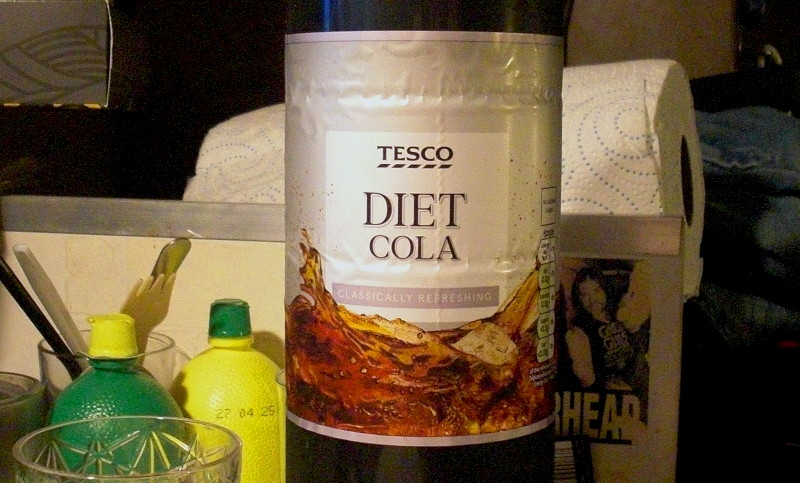 TESCO
DIET
COLA
CLASSICALLY REFRESHING
27 04 25
RHEAD